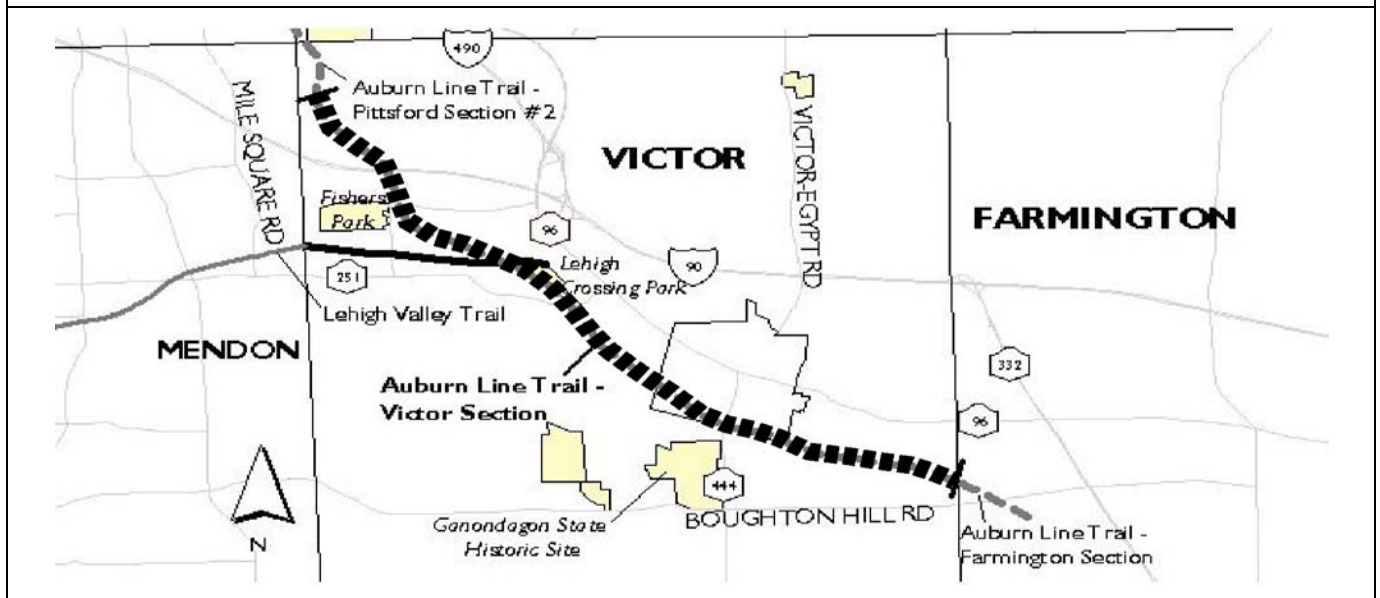 490
Auburn Line Trail -
Pittsford Section #2
MILE SQUARE RD
VICTOR
VICTOR-EGYPT RD
FARMINGTON
Fishers
Park
96
Lehigh
Crossing Park
90
251
Lehigh Valley Trail
MENDON
332
Auburn Line Trail -
Victor Section
96
444
BOUGHTON HILL RD
Ganondagon State
Historic Site
Auburn Line Trail -
Farmington Section
N